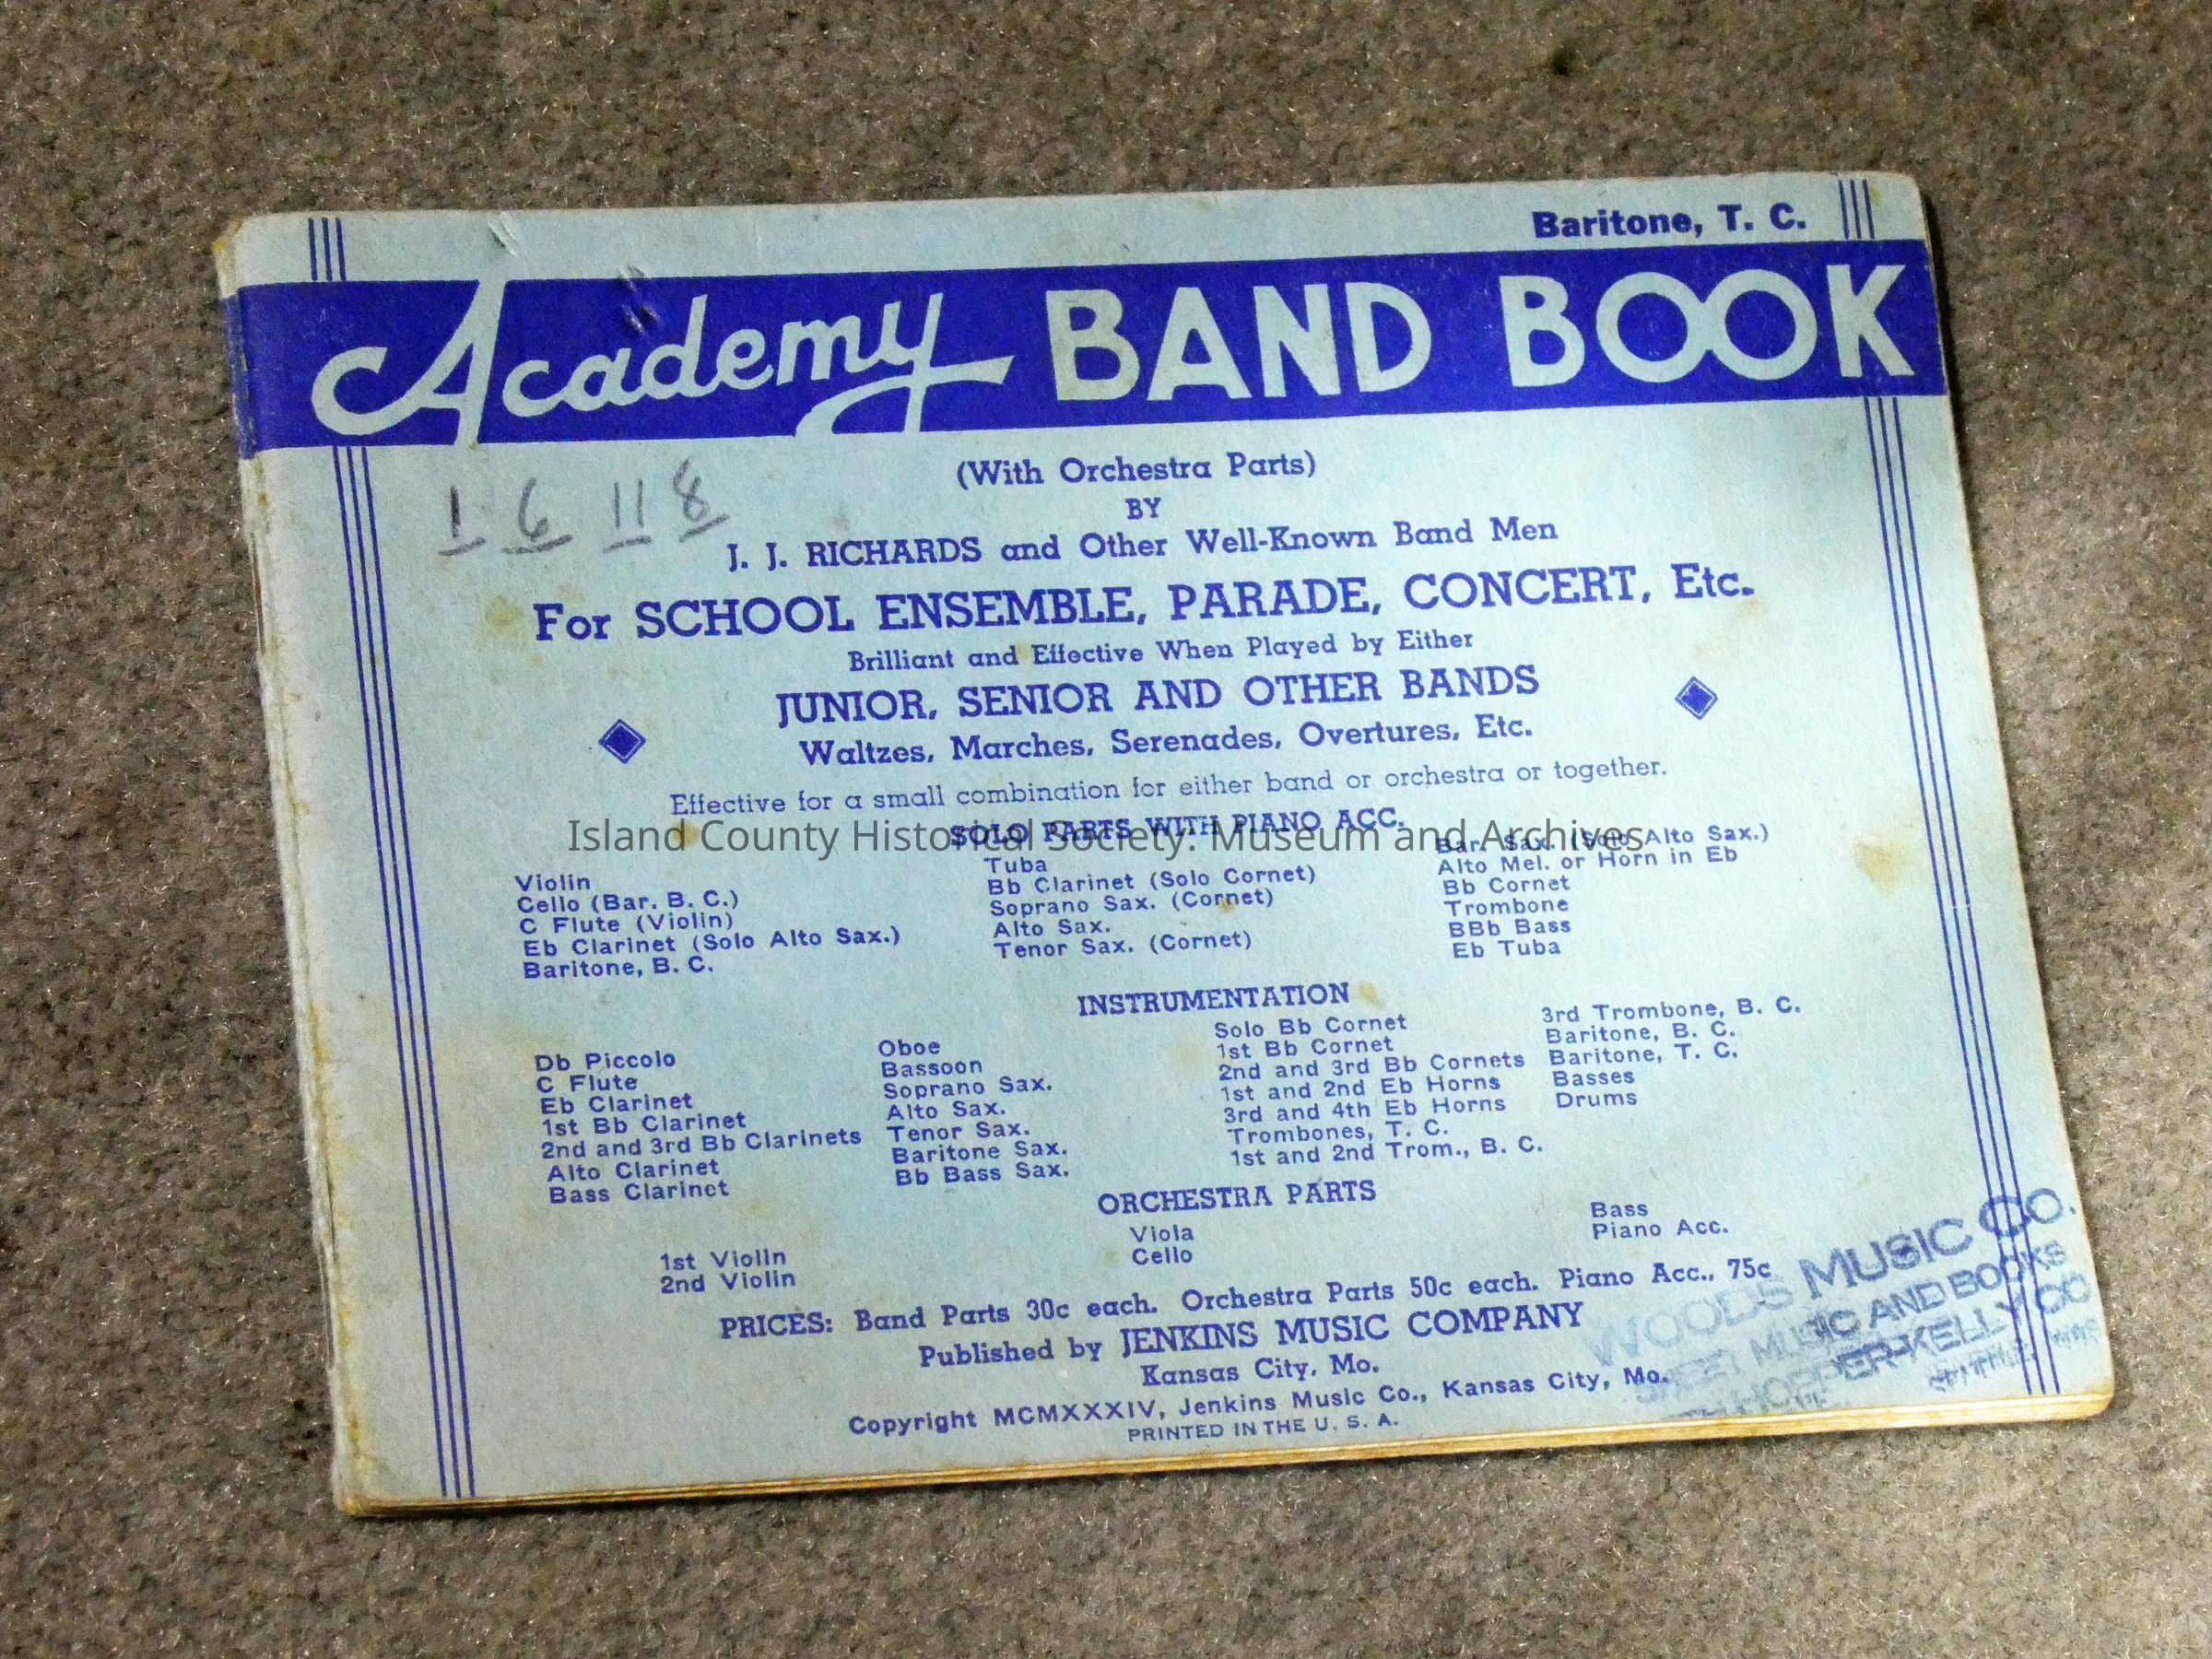 Baritone, T. C.
Academy BAND BOOK
1 6 11 8
(With Orchestra Parts)
BY
J. J. RICHARDS and Other Well-Known Band Men
For SCHOOL ENSEMBLE, PARADE, CONCERT, Etc.
Brilliant and Effective When Played by Either
JUNIOR, SENIOR AND OTHER BANDS
Waltzes, Marches, Serenades, Overtures, Etc.
Effective for a small combination for either band or orchestra or together.
SOLO PARTS WITH PIANO ACC.
Island County Historical Society: Museum and Archives
Violin
Cello (Bar. B. C.)
C Flute (Violin)
Eb Clarinet (Solo Alto Sax.)
Baritone, B. C.
Tuba
Bb Clarinet (Solo Cornet)
Soprano Sax. (Cornet)
Alto Sax.
Tenor Sax. (Cornet)
Bar. Sax. (Solo Alto Sax.)
Alto Mel. or Horn in Eb
Bb Cornet
Trombone
BBb Bass
Eb Tuba
INSTRUMENTATION
Db Piccolo
C Flute
Eb Clarinet
1st Bb Clarinet
2nd and 3rd Bb Clarinets
Alto Clarinet
Bass Clarinet
Oboe
Bassoon
Soprano Sax.
Alto Sax.
Tenor Sax.
Baritone Sax.
Bb Bass Sax.
Solo Bb Cornet
1st Bb Cornet
2nd and 3rd Bb Cornets
1st and 2nd Eb Horns
3rd and 4th Eb Horns
Trombones, T. C.
1st and 2nd Trom., B. C.
3rd Trombone, B. C.
Baritone, B. C.
Baritone, T. C.
Basses
Drums
ORCHESTRA PARTS
1st Violin
2nd Violin
Viola
Cello
Bass
Piano Acc.
PRICES: Band Parts 30c each. Orchestra Parts 50c each. Piano Acc., 75c
Published by JENKINS MUSIC COMPANY
Kansas City, Mo.
Copyright MCMXXXIV, Jenkins Music Co., Kansas City, Mo.
PRINTED IN THE U. S. A.
WOODS MUSIC CO.
SHEET MUSIC AND BOOKS
HOPPER-KELLY CO